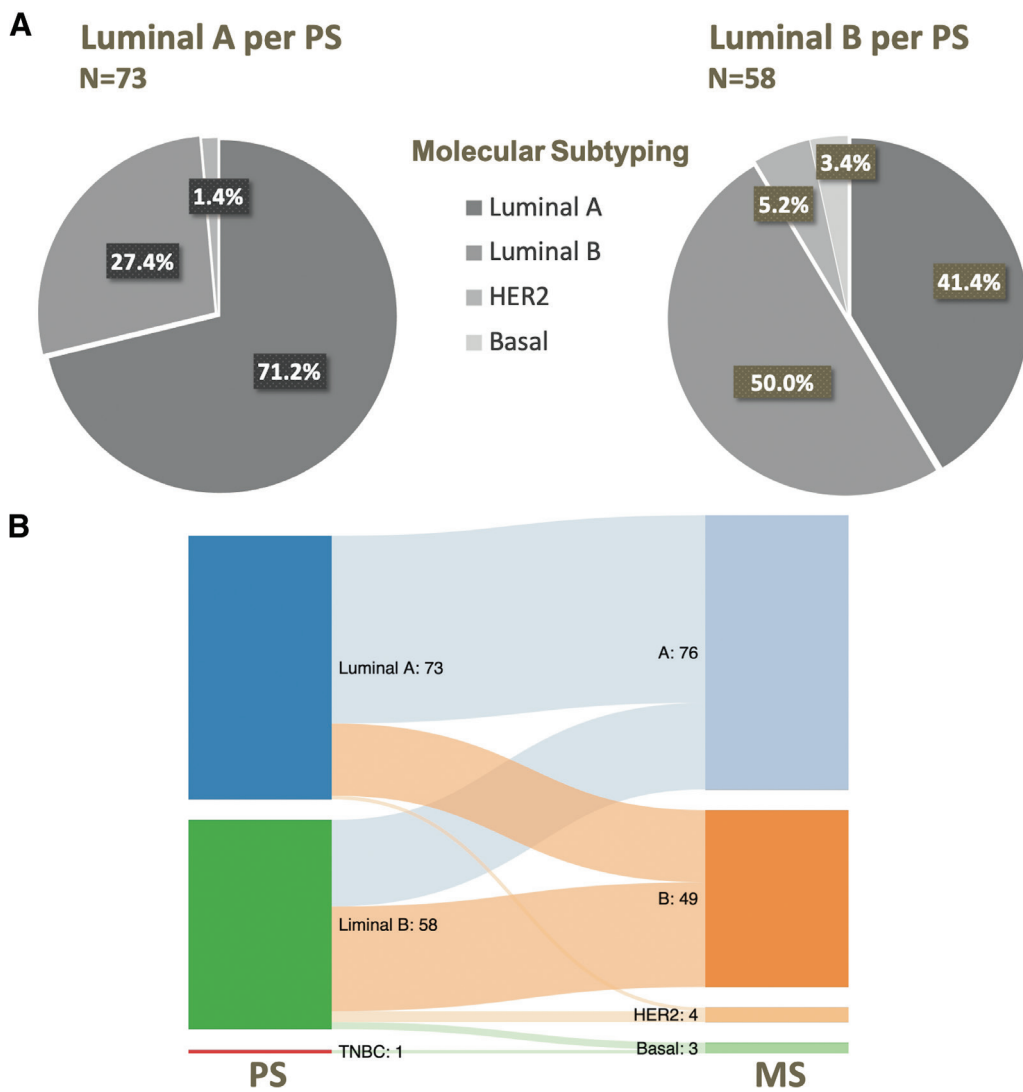 A
Luminal A per PS
N=73
Luminal B per PS
N=58
Molecular Subtyping
Luminal A
Luminal B
HER2
Basal
1.4%
27.4%
71.2%
3.4%
5.2%
41.4%
50.0%
B
Luminal A: 73
A: 76
Liminal B: 58
B: 49
HER2: 4
TNBC: 1
Basal: 3
PS
MS